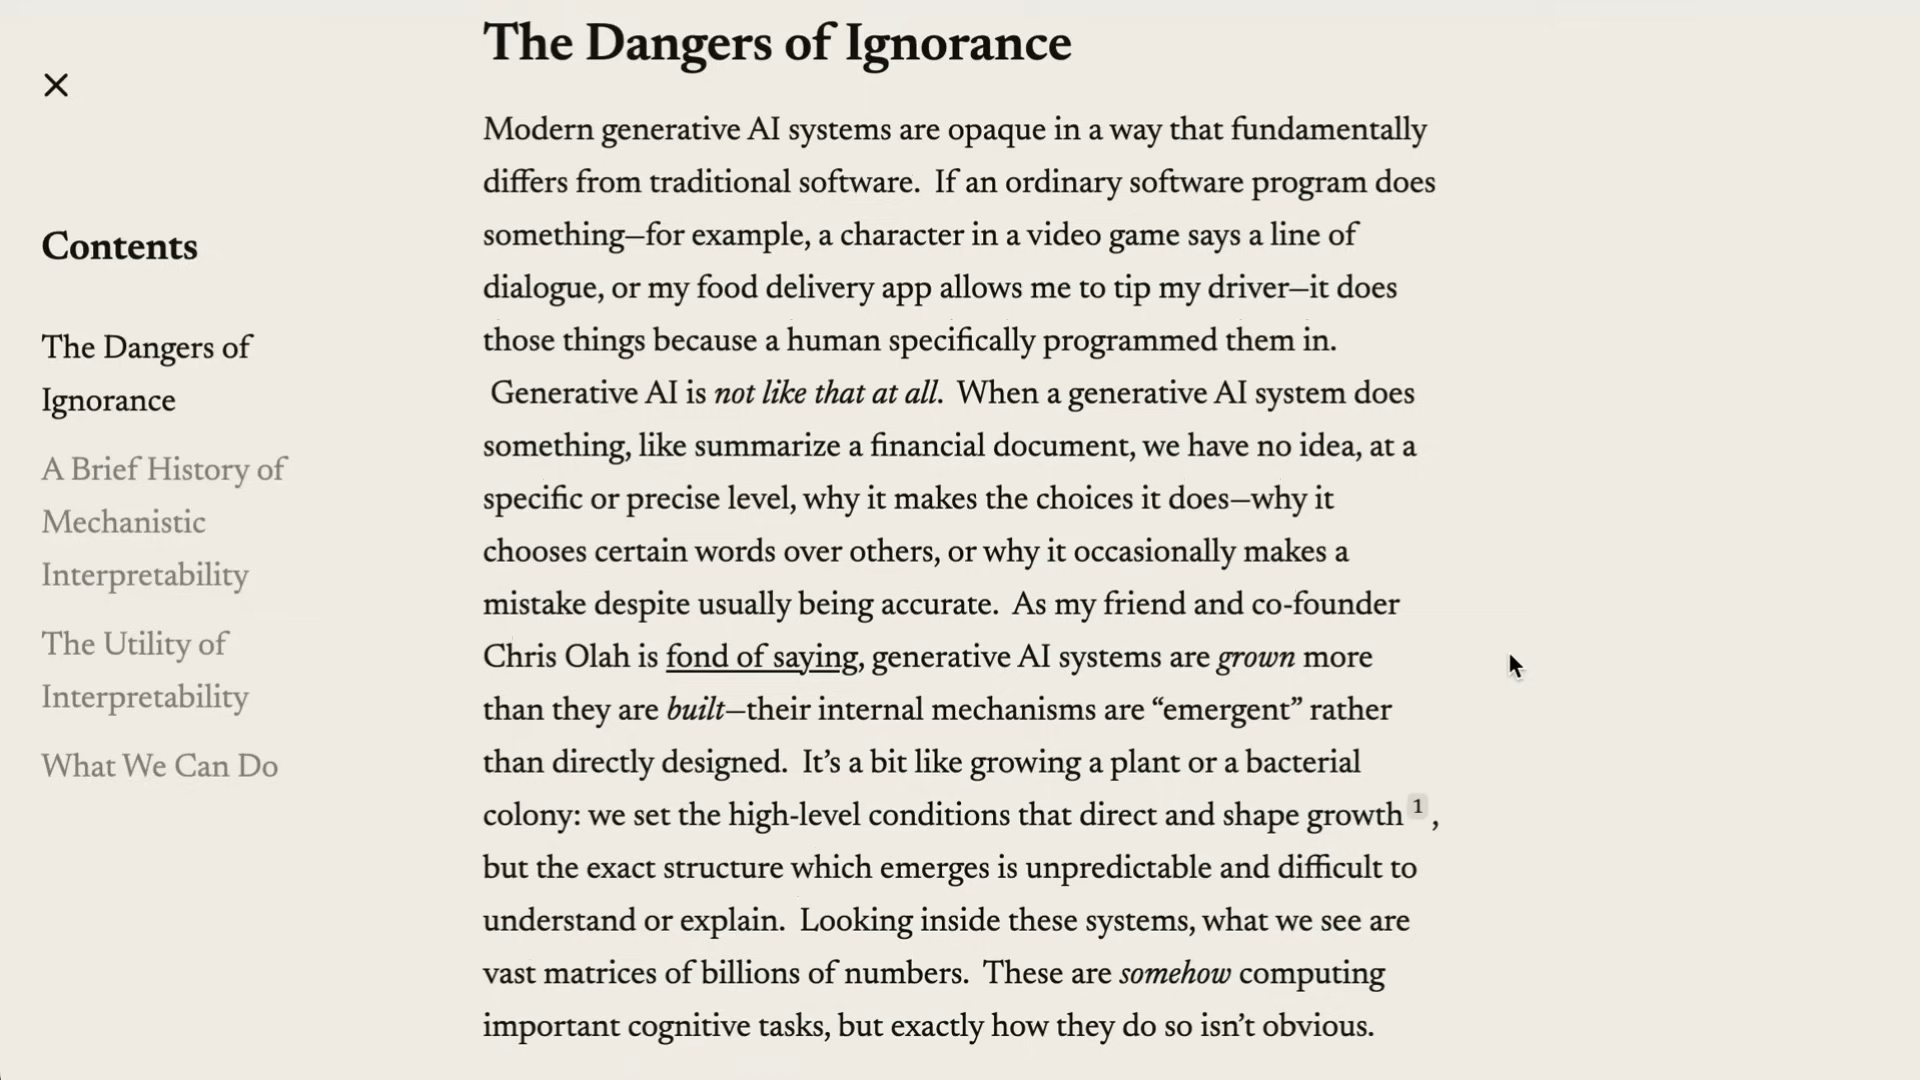 The Dangers of Ignorance
Contents
The Dangers of
Ignorance
A Brief History of
Mechanistic
Interpretability
The Utility of
Interpretability
What We Can Do
Modern generative AI systems are opaque in a way that fundamentally
differs from traditional software.  If an ordinary software program does
something—for example, a character in a video game says a line of
dialogue, or my food delivery app allows me to tip my driver—it does
those things because a human specifically programmed them in.
Generative AI is not like that at all.  When a generative AI system does
something, like summarize a financial document, we have no idea, at a
specific or precise level, why it makes the choices it does—why it
chooses certain words over others, or why it occasionally makes a
mistake despite usually being accurate.  As my friend and co-founder
Chris Olah is fond of saying, generative AI systems are grown more
than they are built—their internal mechanisms are “emergent” rather
than directly designed.  It’s a bit like growing a plant or a bacterial
colony: we set the high-level conditions that direct and shape growth 1,
but the exact structure which emerges is unpredictable and difficult to
understand or explain.  Looking inside these systems, what we see are
vast matrices of billions of numbers.  These are somehow computing
important cognitive tasks, but exactly how they do so isn’t obvious.